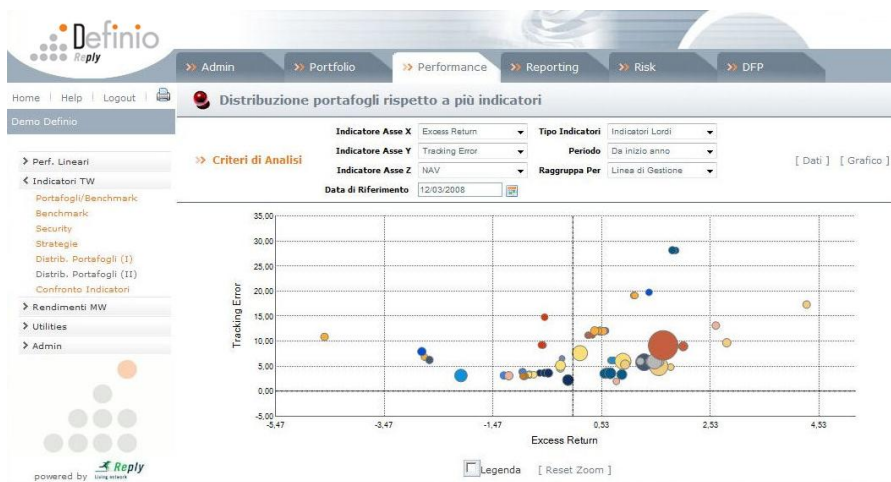 Definio
Reply
» Admin » Portfolio » Performance » Reporting » Risk » DFP
Home | Help | Logout |
Distribuzione portafogli rispetto a più indicatori
Demo Definio
Indicatore Asse X Excess Return Tipo Indicatori Indicatori Lordi
Indicatore Asse Y Tracking Error Periodo Da inizio anno
» Criteri di Analisi [ Dati ] [ Grafico ]
Indicatore Asse Z NAV Raggruppa Per Linea di Gestione
Data di Riferimento 12/03/2008
Perf. Lineari
Indicatori TW
Portafogli/Benchmark
Benchmark
Security
Strategie
Distrib. Portafogli (I)
Distrib. Portafogli (II)
Confronto Indicatori
Rendimenti MW
Utilities
Admin
powered by Reply
living network
35,00
30,00
25,00
20,00
15,00
10,00
5,00
0,00
-5,00
Tracking Error
-5,47 -3,47 -1,47 0,53 2,53 4,53
Excess Return
Legenda [ Reset Zoom ]